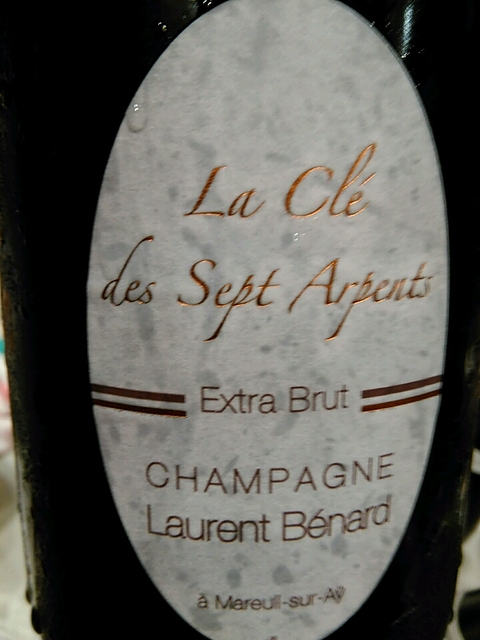 La Clé
des Sept Arpents
Extra Brut
CHAMPAGNE
Laurent Bénard
à Mareuil-sur-Aÿ